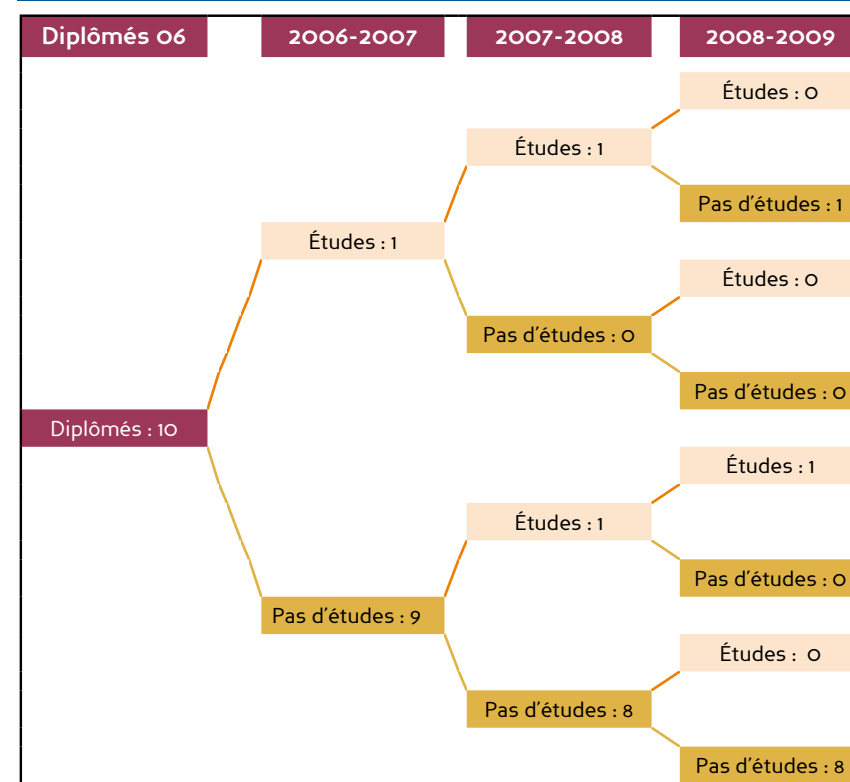 Diplômés 06 2006-2007 2007-2008 2008-2009
Études : 0
Études : 1
Pas d'études : 1
Études : 1
Études : 0
Pas d'études : 0
Pas d'études : 0
Diplômés : 10
Études : 1
Études : 1
Pas d'études : 0
Pas d'études : 9
Études : 0
Pas d'études : 8
Pas d'études : 8